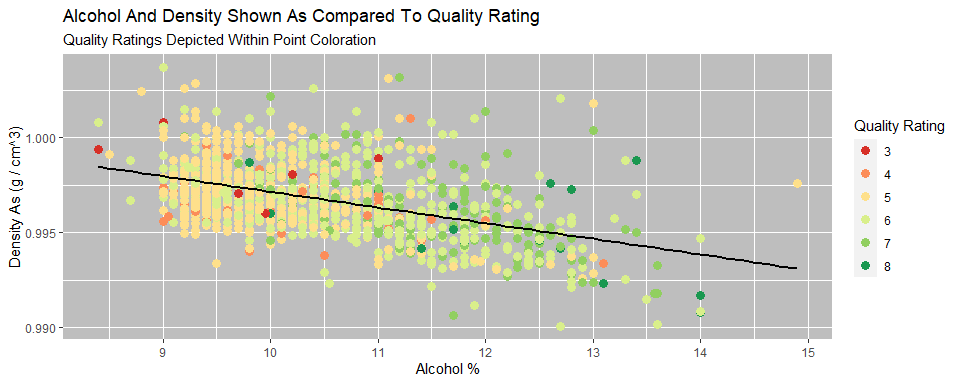 Alcohol And Density Shown As Compared To Quality Rating
Quality Ratings Depicted Within Point Coloration
Density As (g / cm^3)
1.000
0.995
0.990
9 10 11 12 13 14 15
Alcohol %
Quality Rating
3
4
5
6
7
8